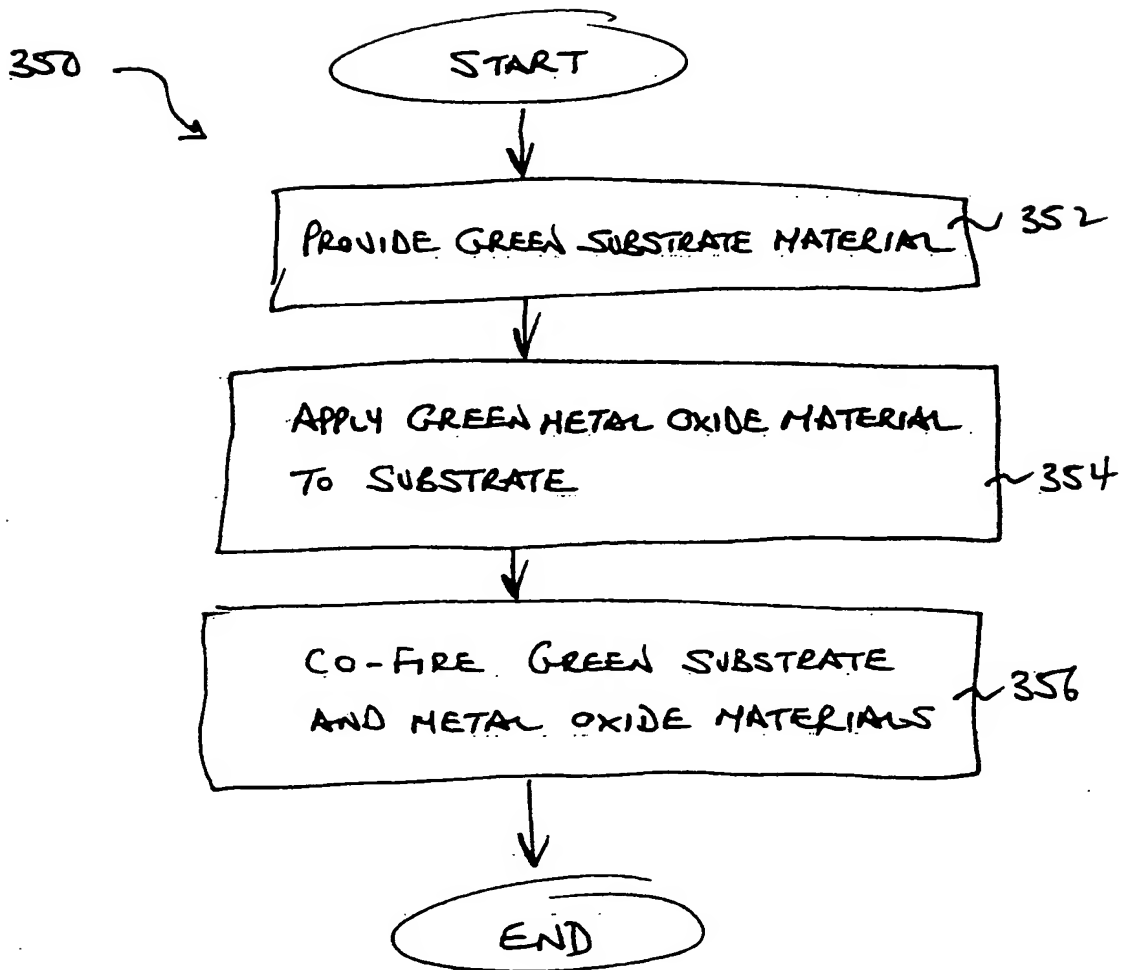 350
START
PROVIDE GREEN SUBSTRATE MATERIAL
352
APPLY GREEN METAL OXIDE MATERIAL
TO SUBSTRATE
354
CO-FIRE GREEN SUBSTRATE
AND METAL OXIDE MATERIALS
356
END